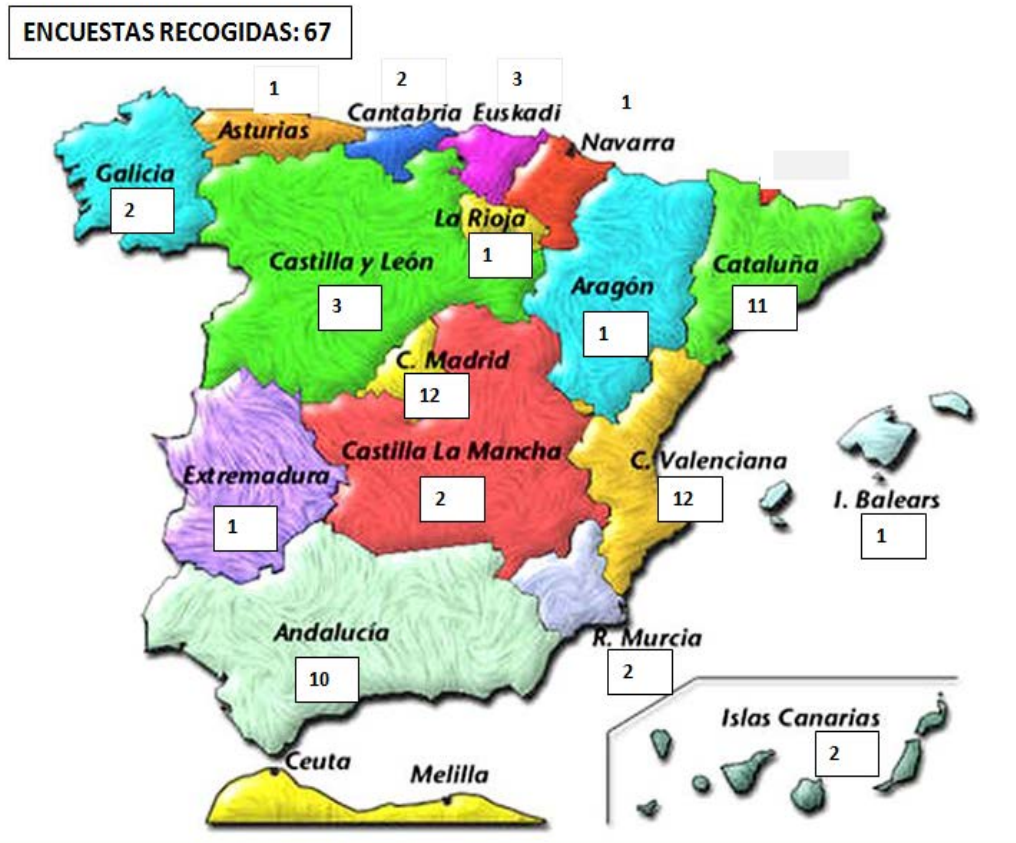 ENCUESTAS RECOGIDAS: 67
1
2
3
1
Cantabria
Euskadi
Asturias
Navarra
Galicia
2
La Rioja
1
Castilla y León
3
Cataluña
11
Aragón
1
C. Madrid
12
Castilla La Mancha
2
C. Valenciana
12
Extremadura
1
I. Balears
1
Andalucía
10
R. Murcia
2
Islas Canarias
2
Ceuta
Melilla